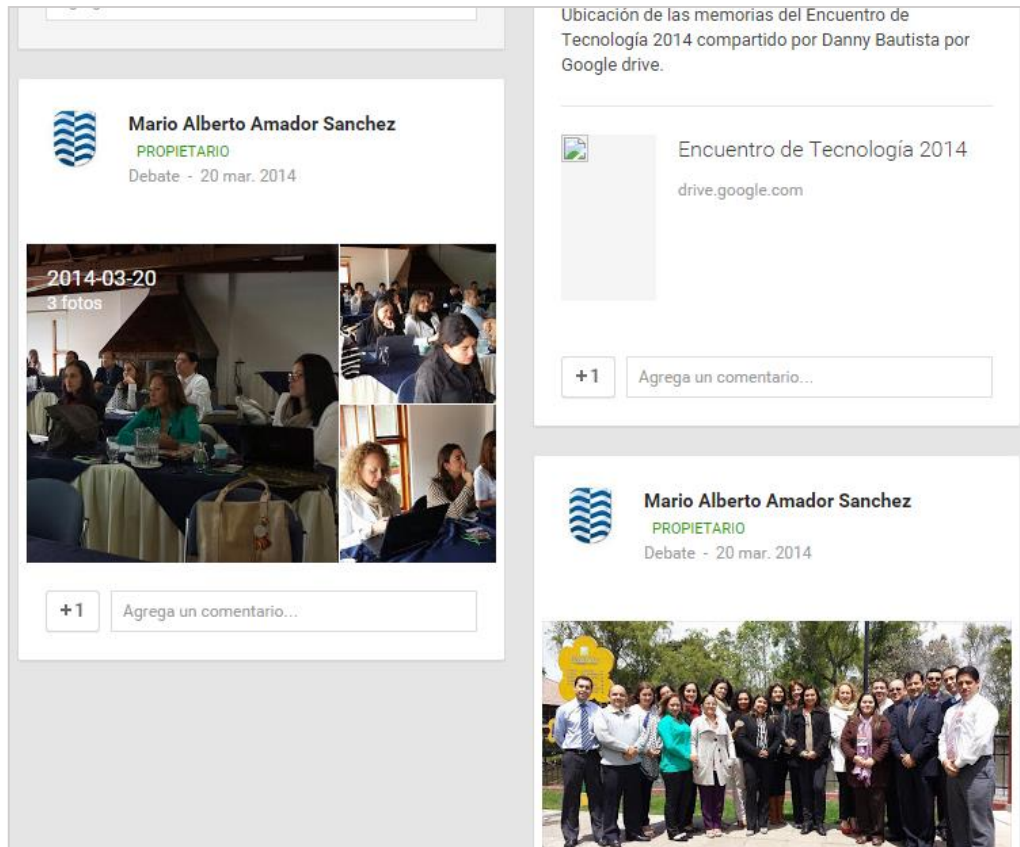 Mario Alberto Amador Sanchez
PROPIETARIO
Debate - 20 mar. 2014
2014-03-20
3 fotos
+1
Agrega un comentario...
Ubicación de las memorias del Encuentro de
Tecnología 2014 compartido por Danny Bautista por
Google drive.
Encuentro de Tecnología 2014
drive.google.com
+1
Agrega un comentario...
Mario Alberto Amador Sanchez
PROPIETARIO
Debate - 20 mar. 2014